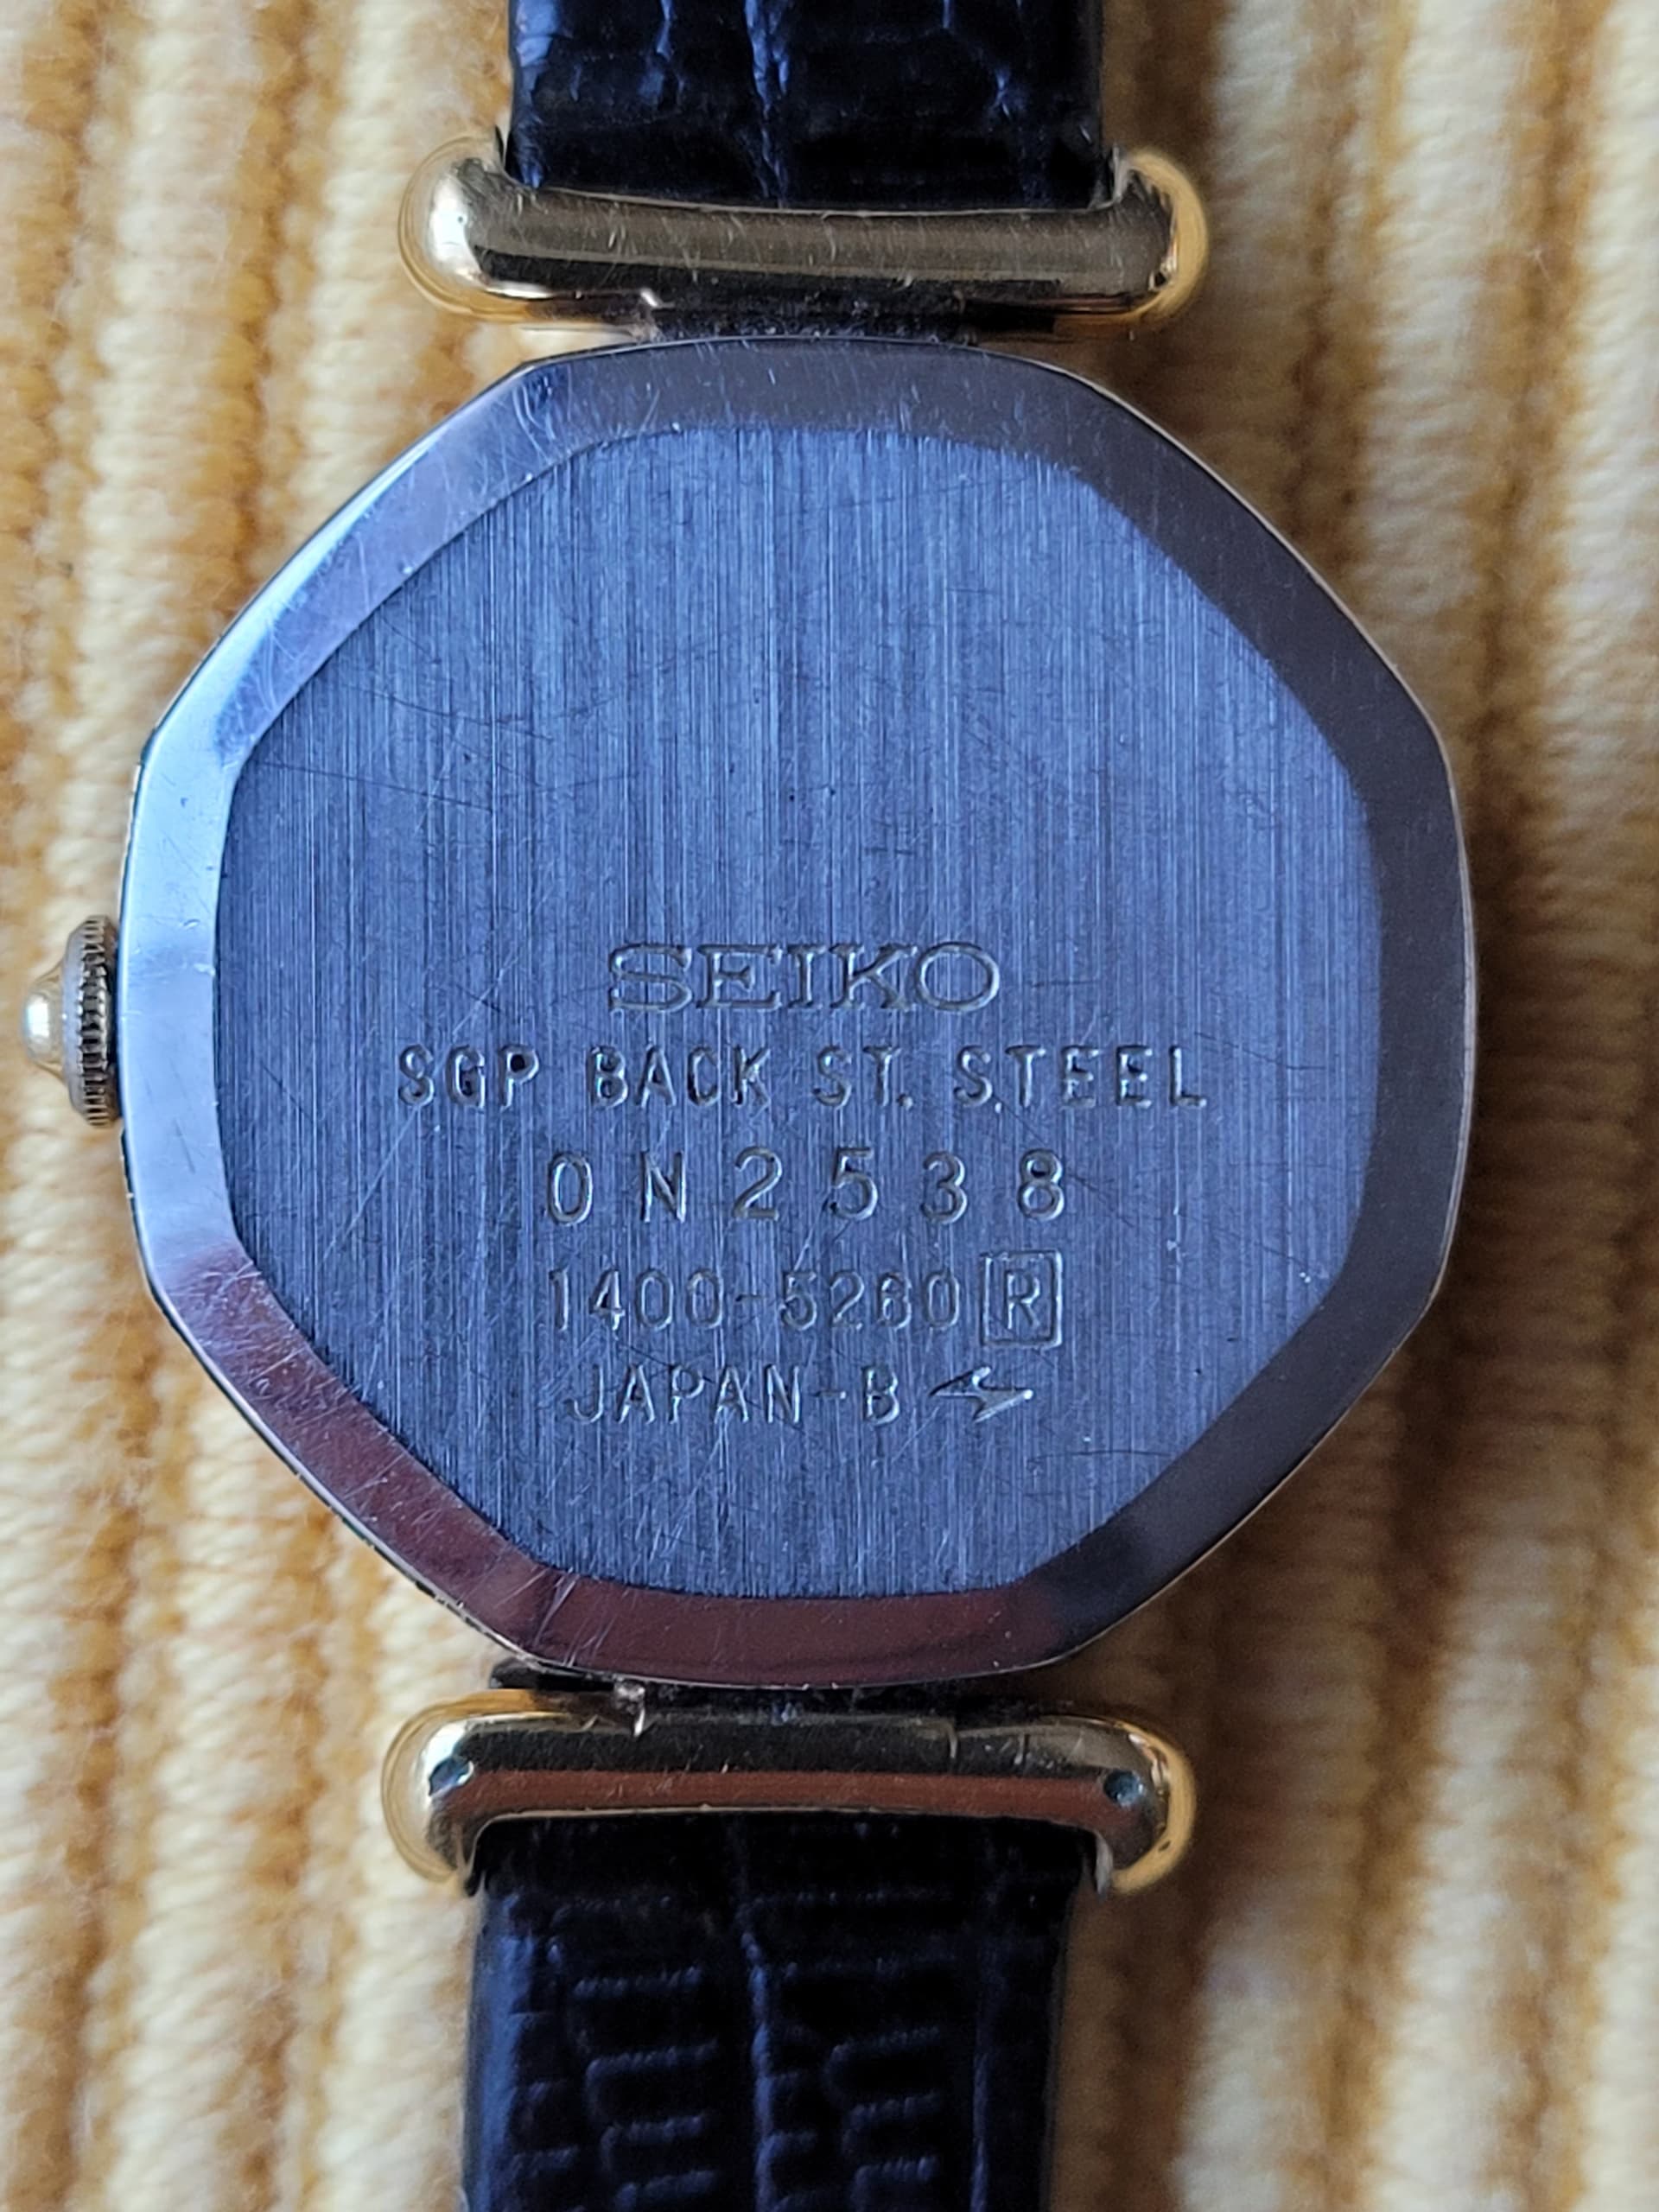 SEIKO
SGP BACK ST. STEEL
0N2538
1400-5260 R
JAPAN-B